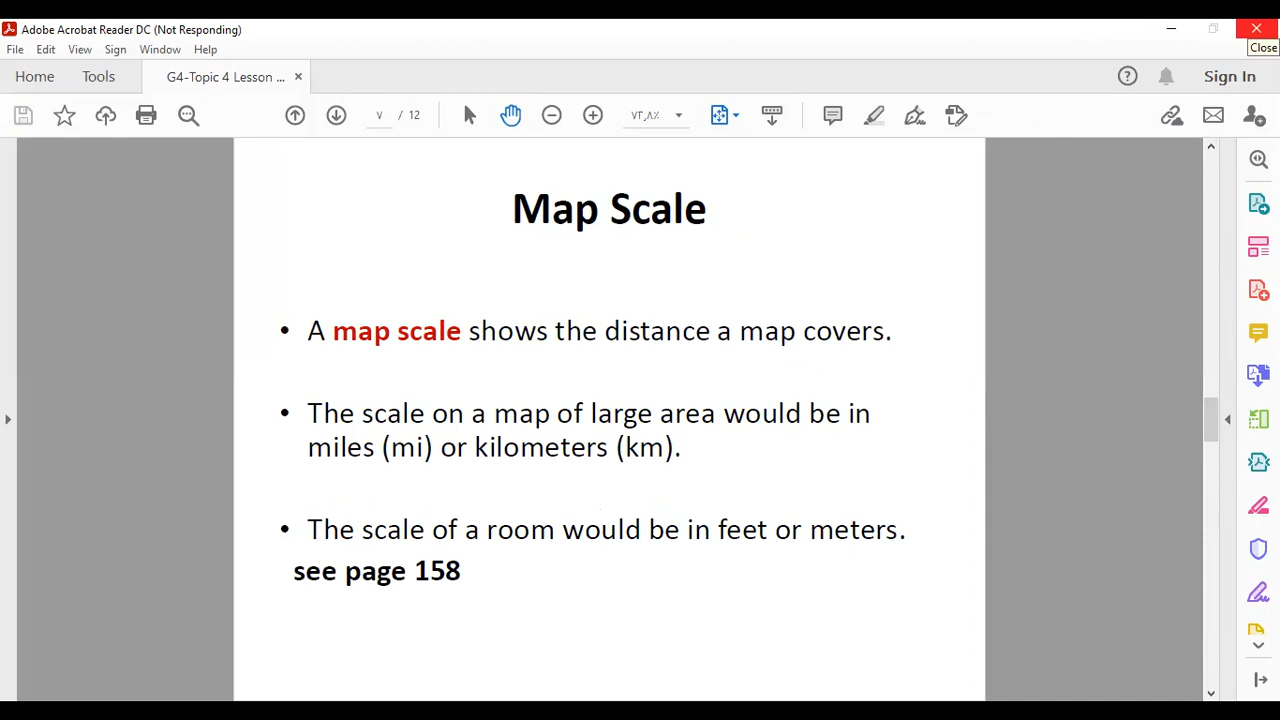 Adobe Acrobat Reader DC (Not Responding)
Close
File Edit View Window Sign Help
Home Tools G4-Topic 4 Lesson ... Sign In
٧ / 12 ٧٣٫٨٪
Map Scale
• A map scale shows the distance a map covers.
• The scale on a map of large area would be in
miles (mi) or kilometers (km).
• The scale of a room would be in feet or meters.
see page 158